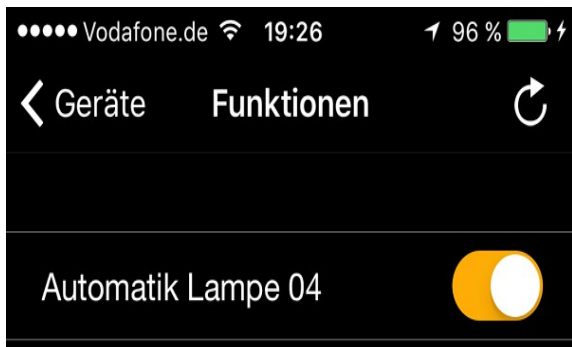 Vodafone.de 19:26 96 %
Geräte Funktionen
Automatik Lampe 04